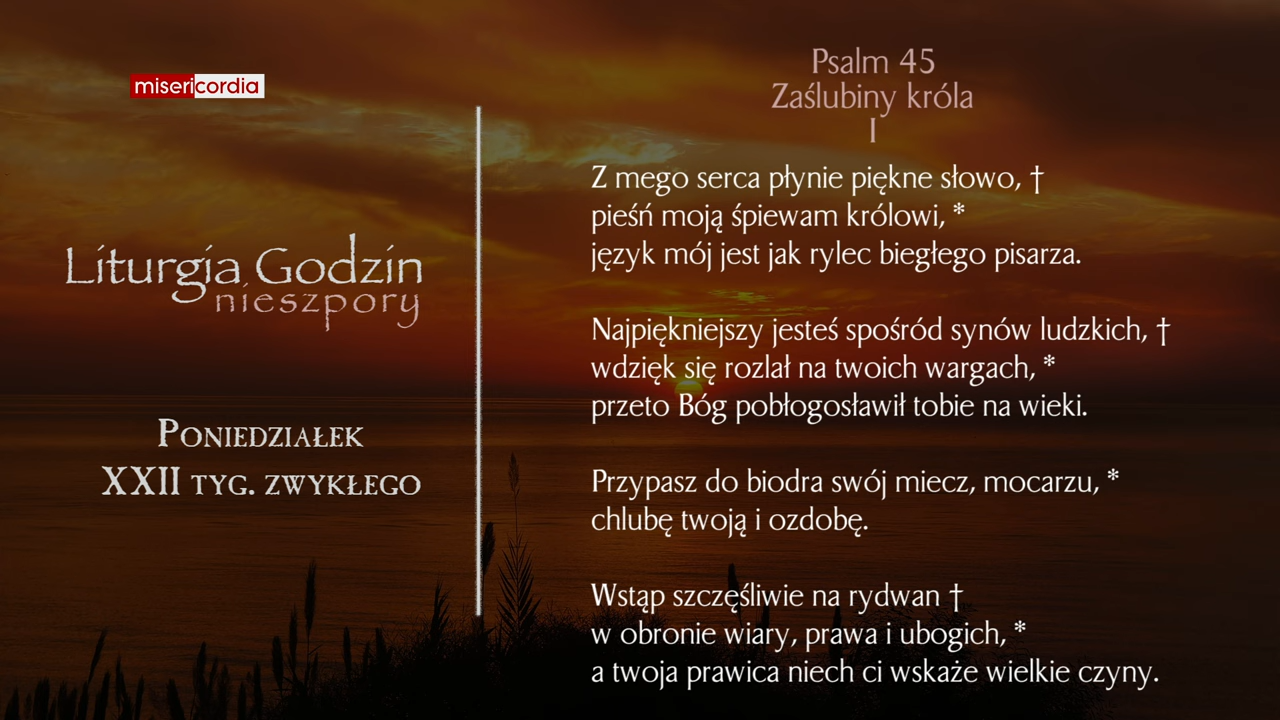 misericordia
Liturgia Godzin
nieszpory
Poniedziałek
XXII tyg. zwykłego
Psalm 45
Zaślubiny króla
I
Z mego serca płynie piękne słowo, †
pieśń moją śpiewam królowi, *
język mój jest jak rylec biegłego pisarza.
Najpiękniejszy jesteś spośród synów ludzkich, †
wdzięk się rozlał na twoich wargach, *
przeto Bóg pobłogosławił tobie na wieki.
Przypasz do biodra swój miecz, mocarzu, *
chlubę twoją i ozdobę.
Wstąp szczęśliwie na rydwan †
w obronie wiary, prawa i ubogich, *
a twoja prawica niech ci wskaże wielkie czyny.